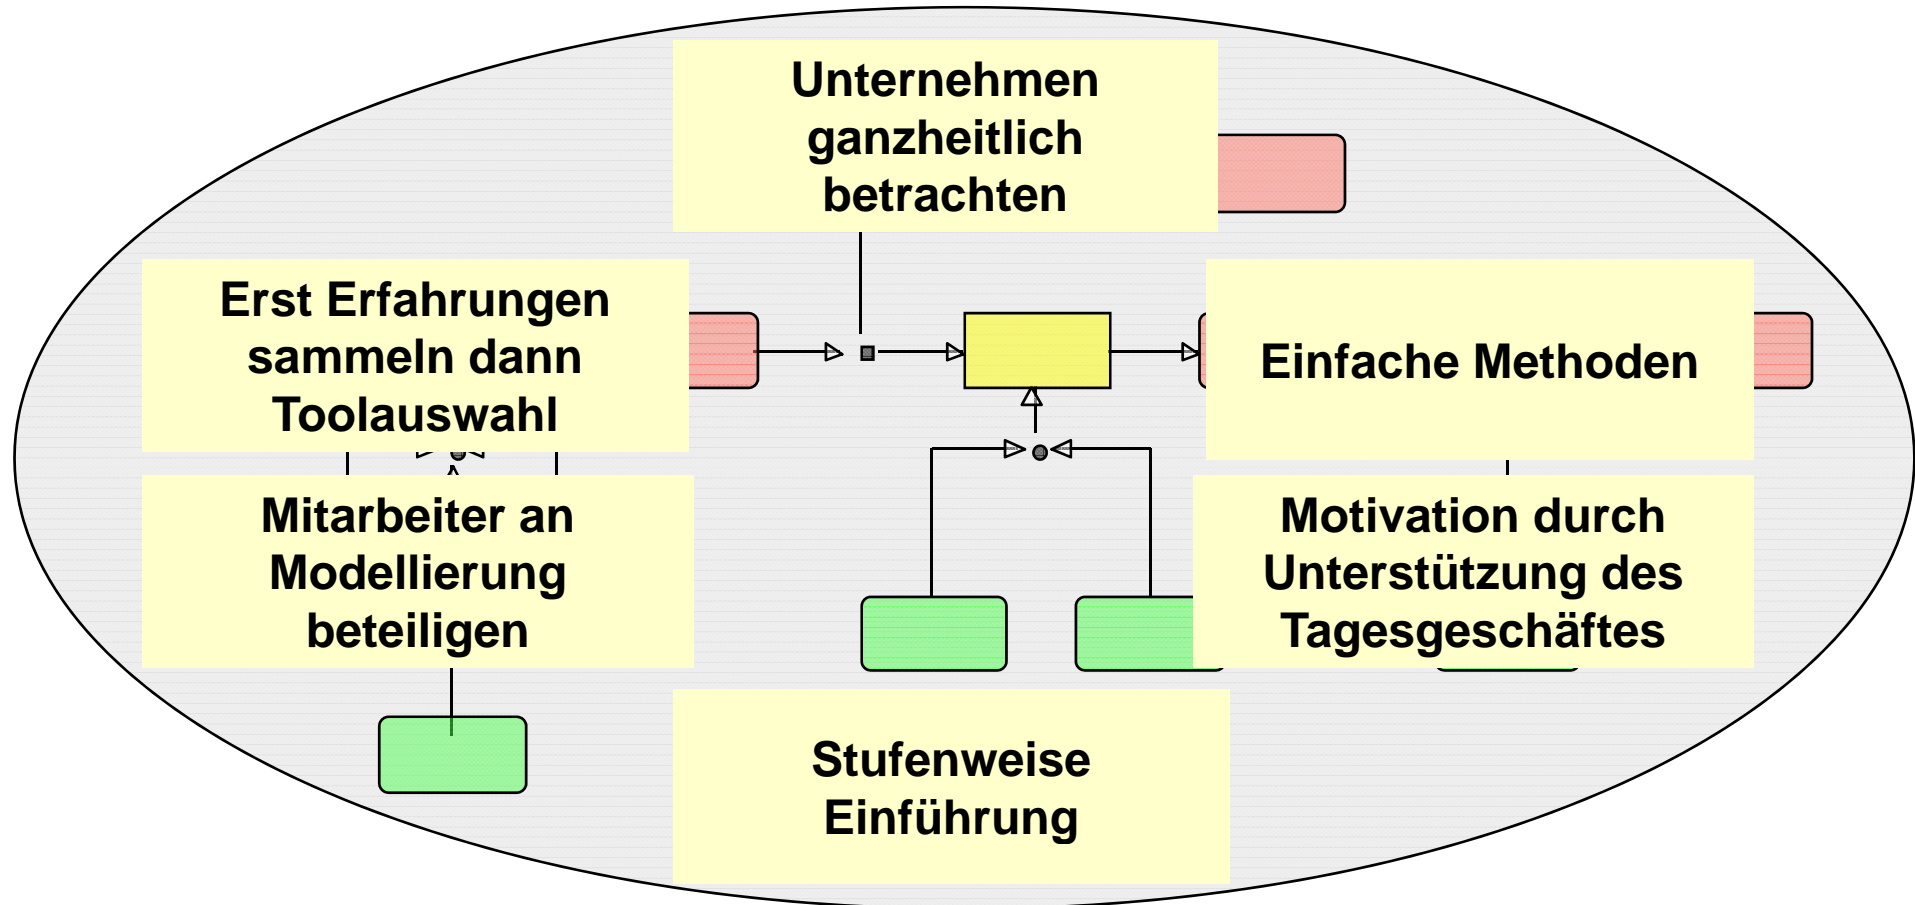 Unternehmen
ganzheitlich
betrachten
Erst Erfahrungen
sammeln dann
Toolauswahl
Einfache Methoden
Mitarbeiter an
Modellierung
beteiligen
Motivation durch
Unterstützung des
Tagesgeschäftes
Stufenweise
Einführung